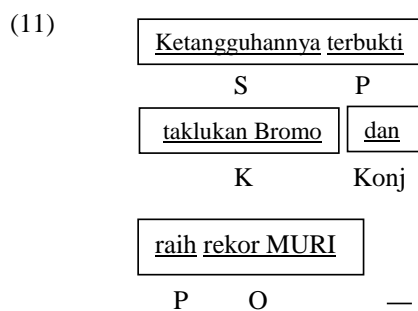 (11)
Ketangguhannya terbukti
S P
taklukan Bromo dan
K Konj
raih rekor MURI
P O —